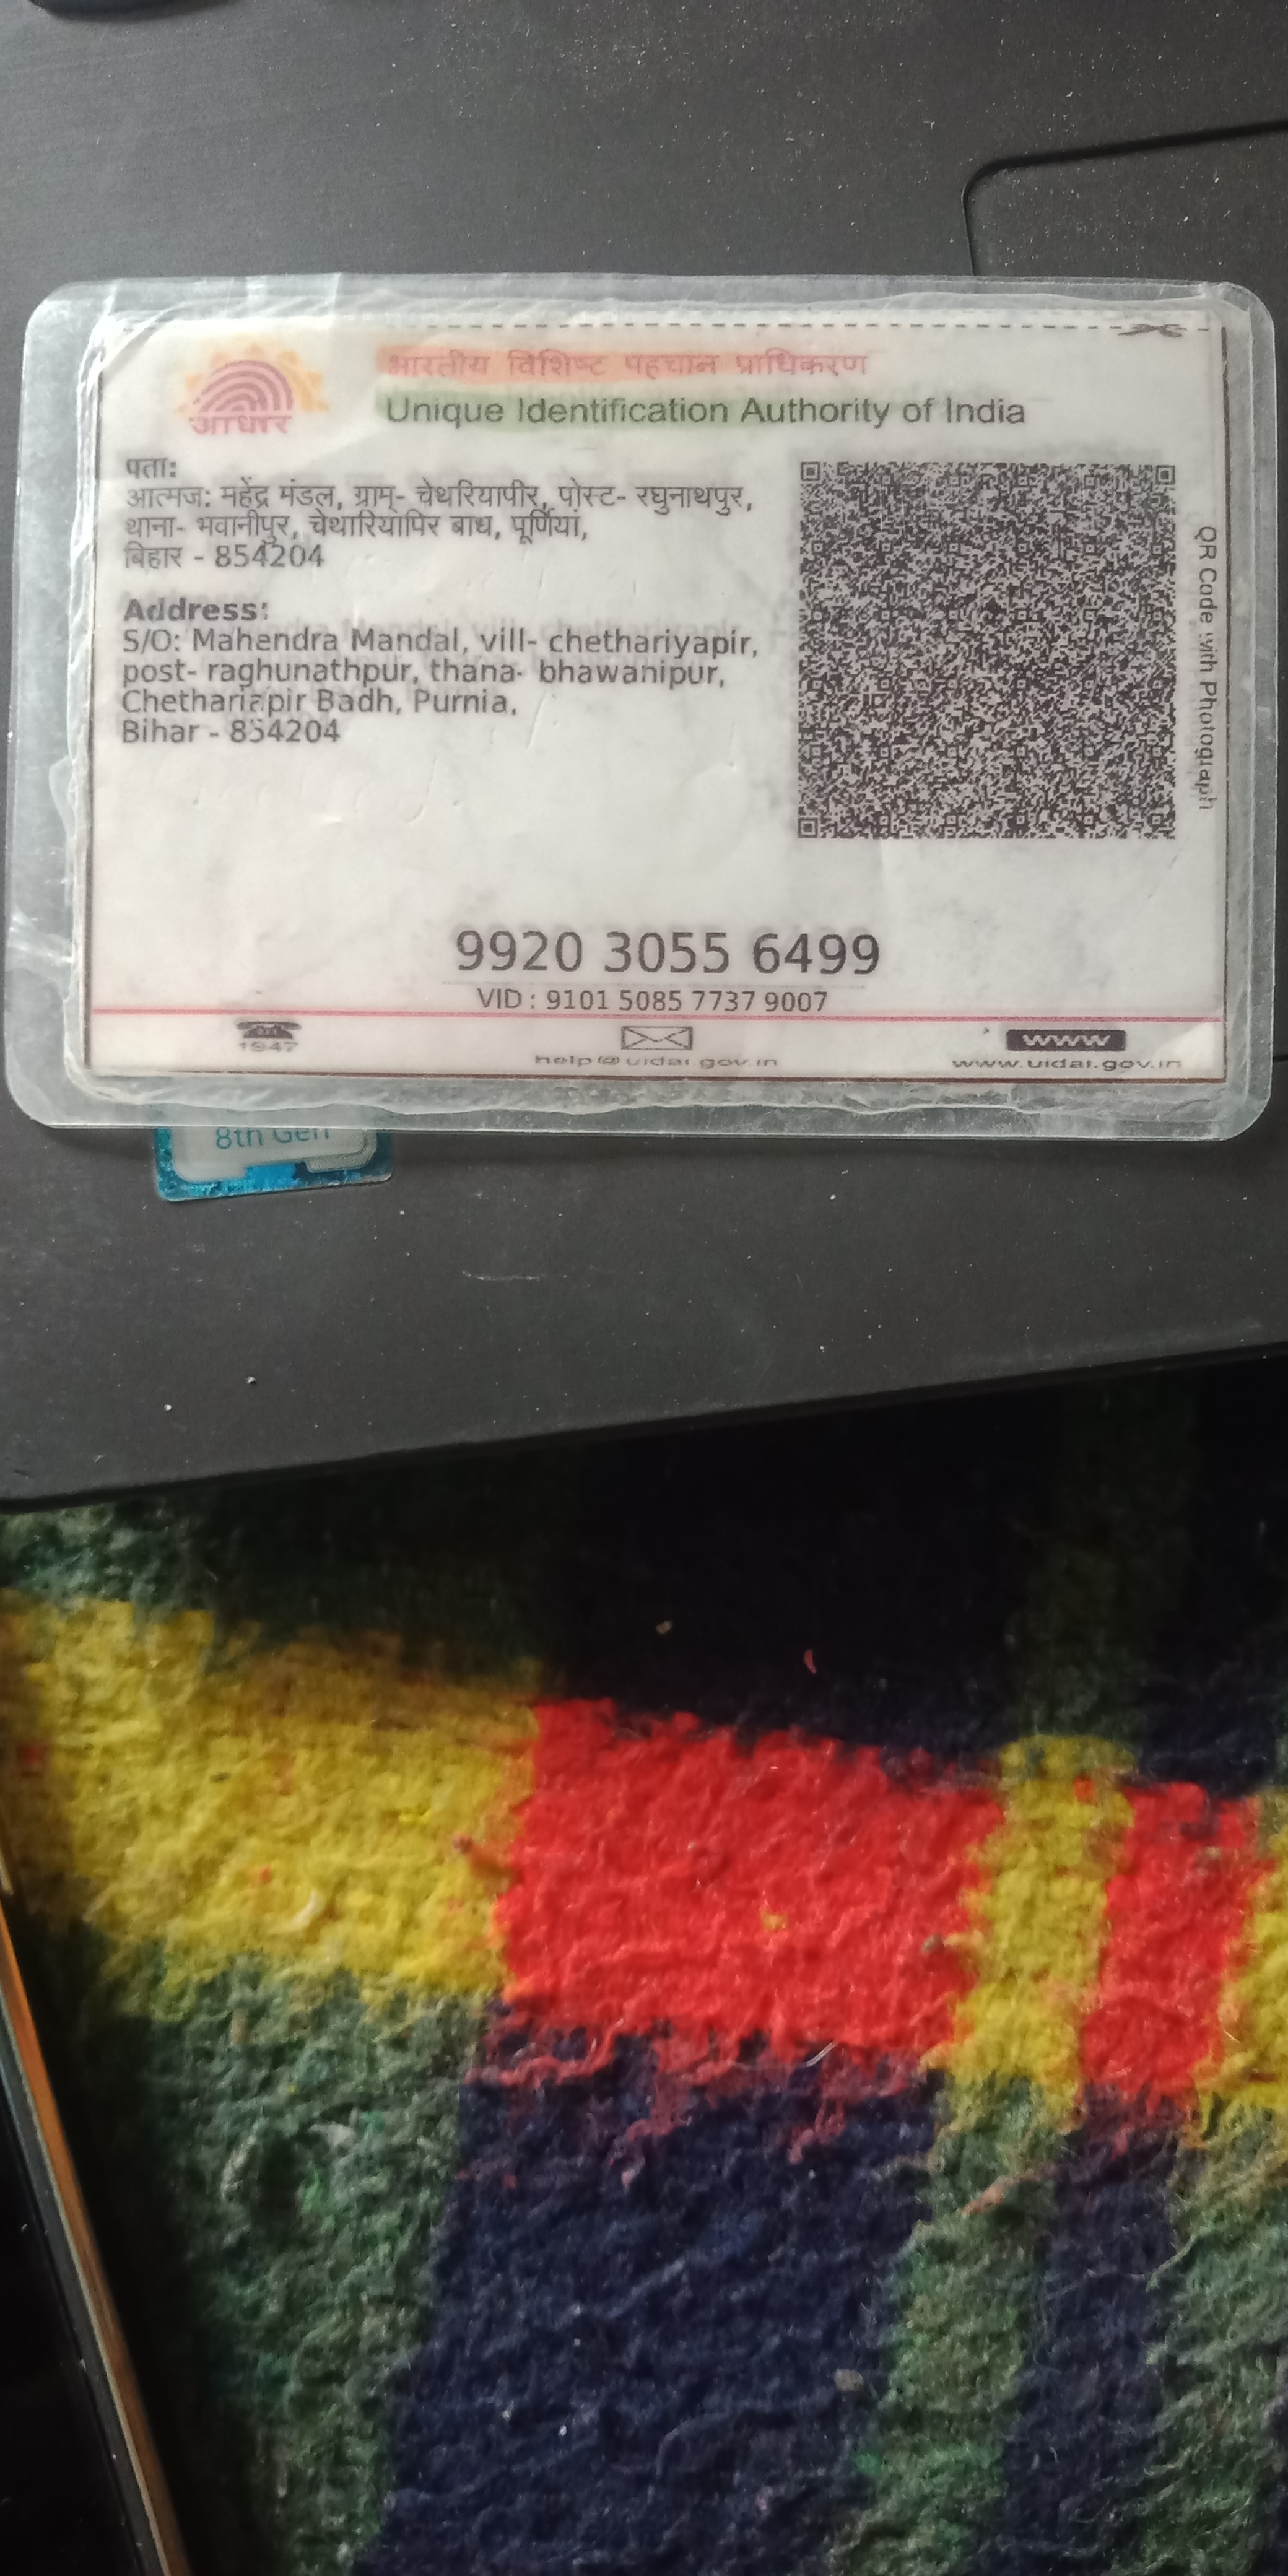 आधार
भारतीय विशिष्ट पहचान प्राधिकरण
Unique Identification Authority of India
पता:
आत्मज: महेंद्र मंडल, ग्राम- चेथरियापीर, पोस्ट- रघुनाथपुर,
थाना- भवानीपुर, चेथारियापिर बाध, पूर्णिया,
बिहार - 854204
Address:
S/O: Mahendra Mandal, vill- chethariyapir,
post- raghunathpur, thana- bhawanipur,
Chethariapir Badh, Purnia,
Bihar - 854204
QR Code with Photograph
9920 3055 6499
VID : 9101 5085 7737 9007
1947
help@uidai.gov.in
www
www.uidai.gov.in
8th Gen